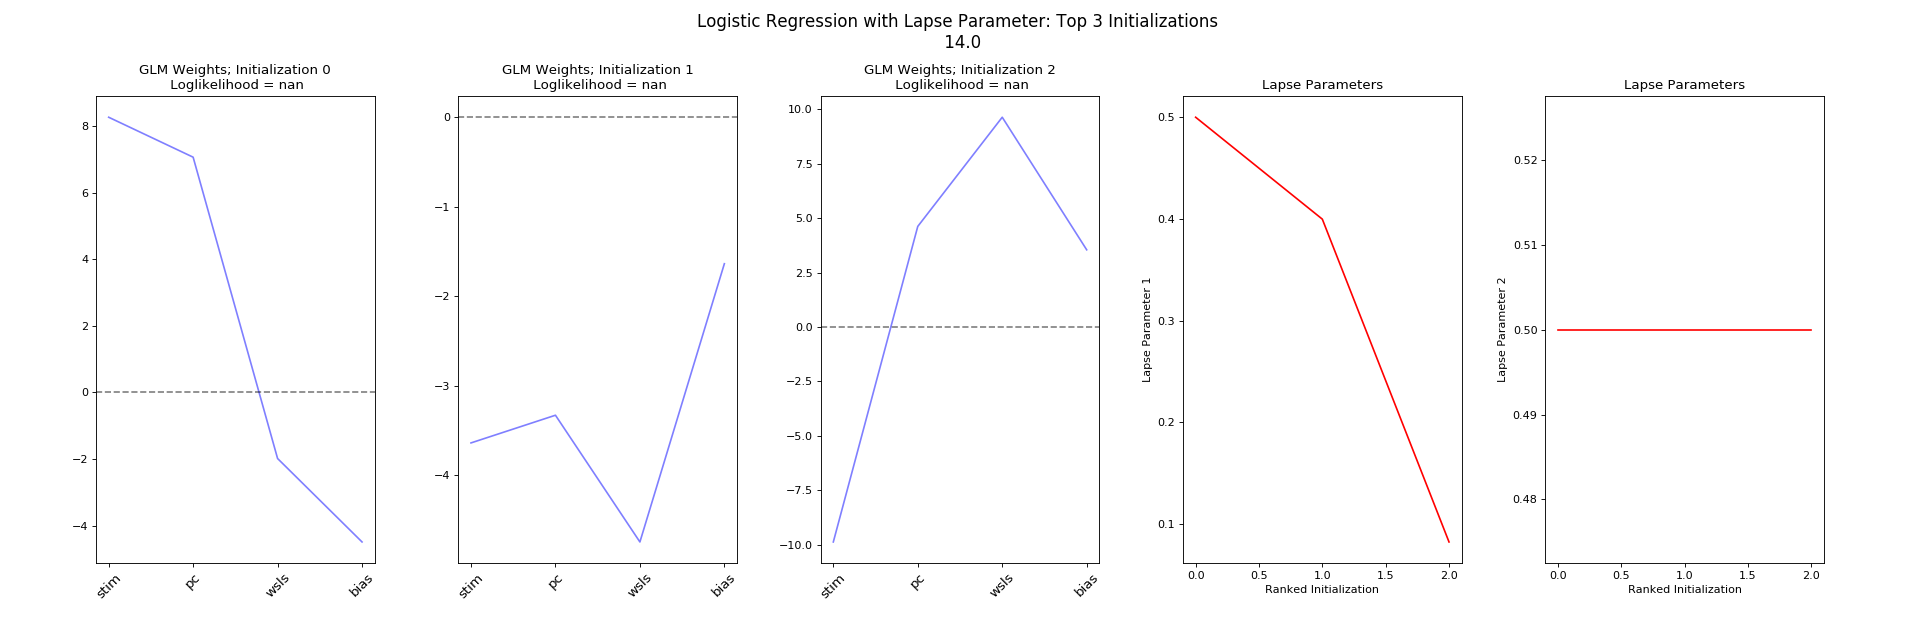 Logistic Regression with Lapse Parameter: Top 3 Initializations
14.0
GLM Weights; Initialization 0
Loglikelihood = nan
8
6
4
2
0
−2
−4
stim
pc
wsls
bias
GLM Weights; Initialization 1
Loglikelihood = nan
0
−1
−2
−3
−4
stim
pc
wsls
bias
GLM Weights; Initialization 2
Loglikelihood = nan
10.0
7.5
5.0
2.5
0.0
−2.5
−5.0
−7.5
−10.0
stim
pc
wsls
bias
Lapse Parameters
Lapse Parameter 1
0.5
0.4
0.3
0.2
0.1
0.0 0.5 1.0 1.5 2.0
Ranked Initialization
Lapse Parameters
Lapse Parameter 2
0.52
0.51
0.50
0.49
0.48
0.0 0.5 1.0 1.5 2.0
Ranked Initialization